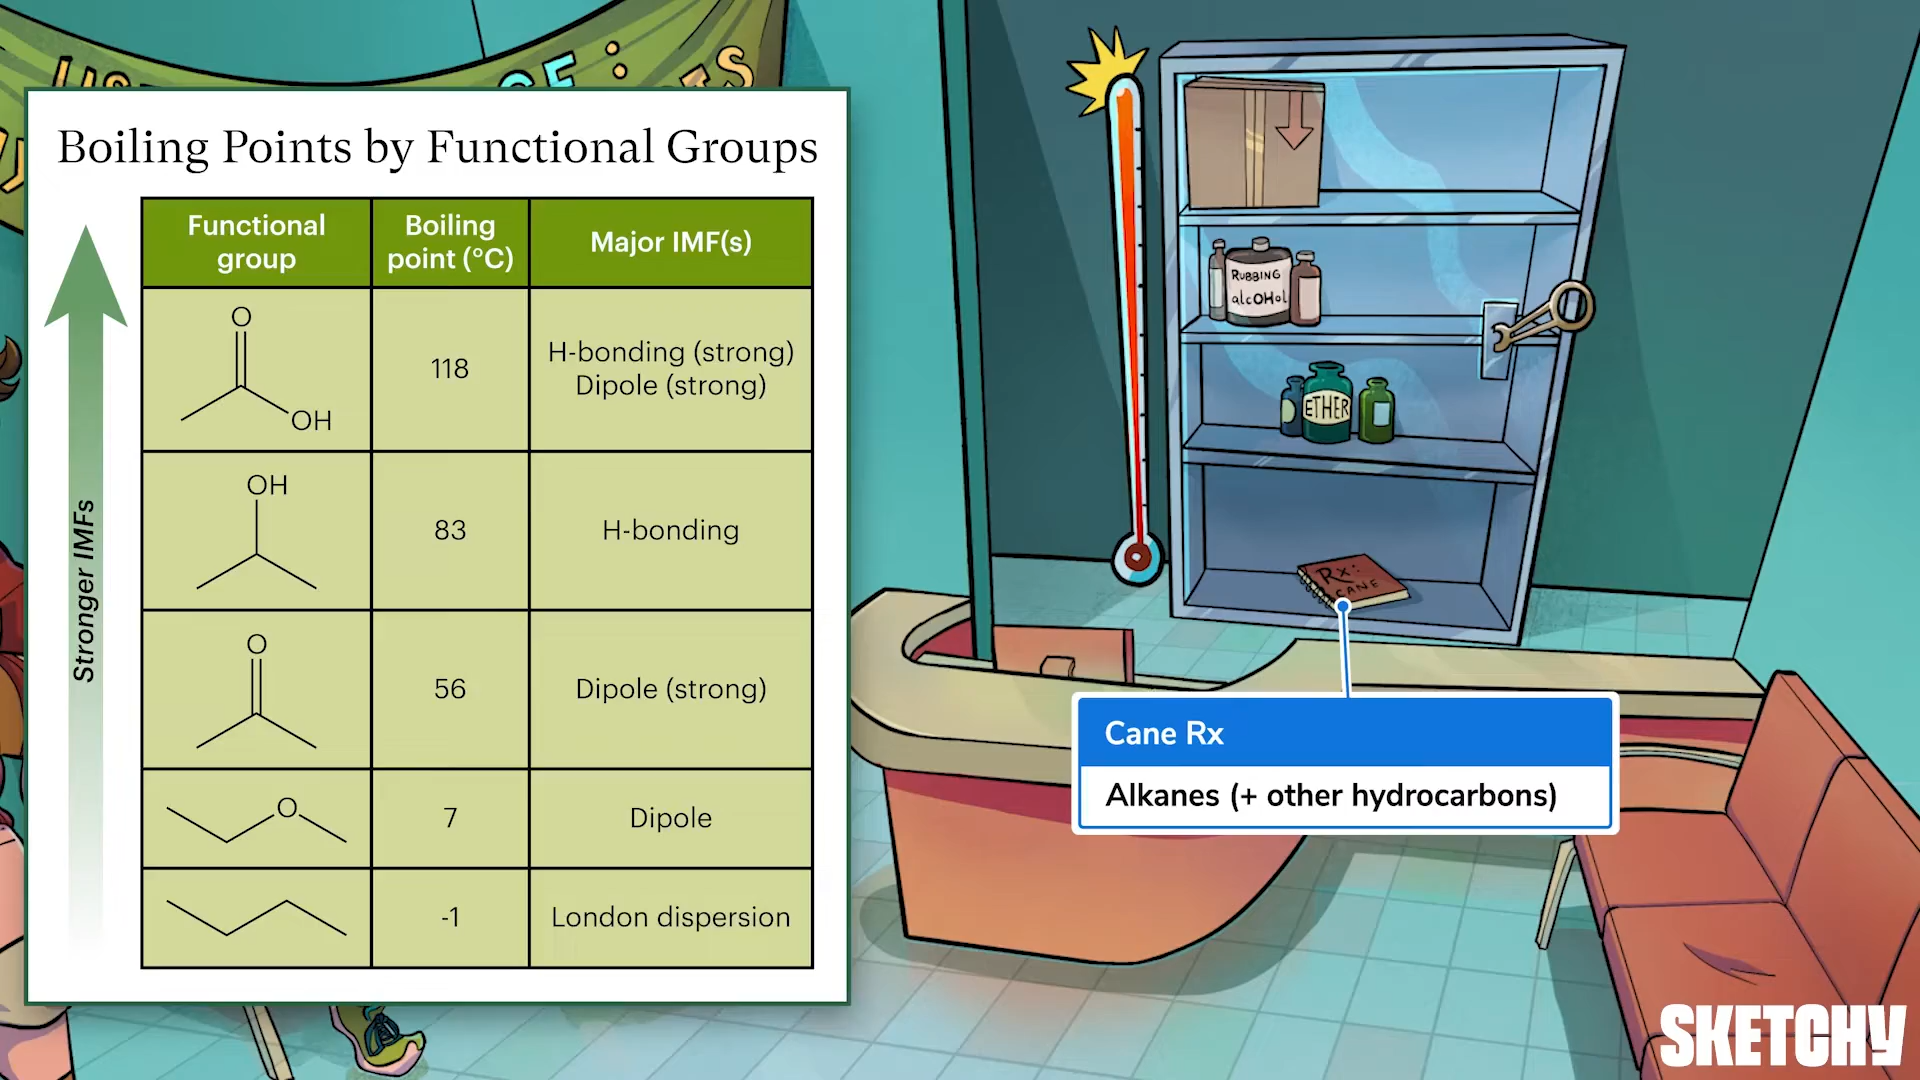 Boiling Points by Functional Groups
Functional group
Boiling point (°C)
Major IMF(s)
O
OH
118
H-bonding (strong)
Dipole (strong)
OH
83
H-bonding
O
56
Dipole (strong)
O
7
Dipole
-1
London dispersion
Stronger IMFs
RUBBING
alcOHol
ETHER
Rx:
CANE
Cane Rx
Alkanes (+ other hydrocarbons)
SKETCHY